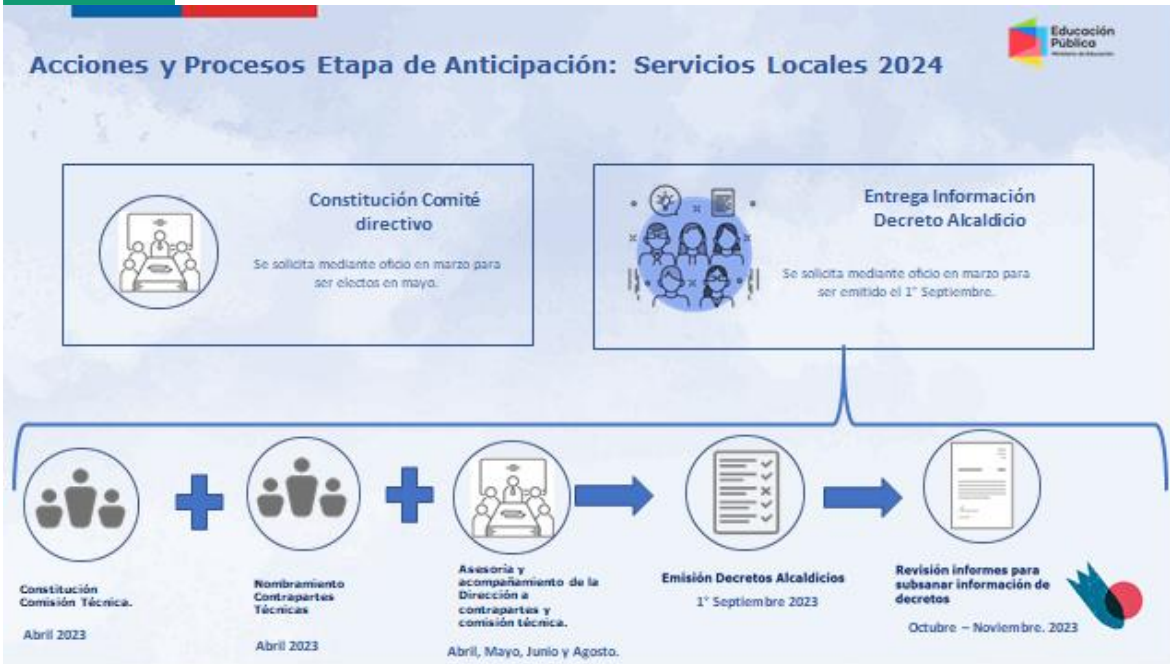 Educación
Pública
Ministerio de Educación
Acciones y Procesos Etapa de Anticipación: Servicios Locales 2024
Constitución Comité
directivo
Se solicita mediante oficio en marzo para
ser electos en mayo.
Entrega Información
Decreto Alcaldicio
Se solicita mediante oficio en marzo para
ser emitido el 1° Septiembre.
Constitución
Comisión Técnica.
Abril 2023
Nombramiento
Contrapartes
Técnicas
Abril 2023
Asesoría y
acompañamiento de la
Dirección a
contrapartes y
comisión técnica.
Abril, Mayo, Junio y Agosto.
Emisión Decretos Alcaldicios
1° Septiembre 2023
Revisión informes para
subsanar información de
decretos
Octubre – Noviembre. 2023